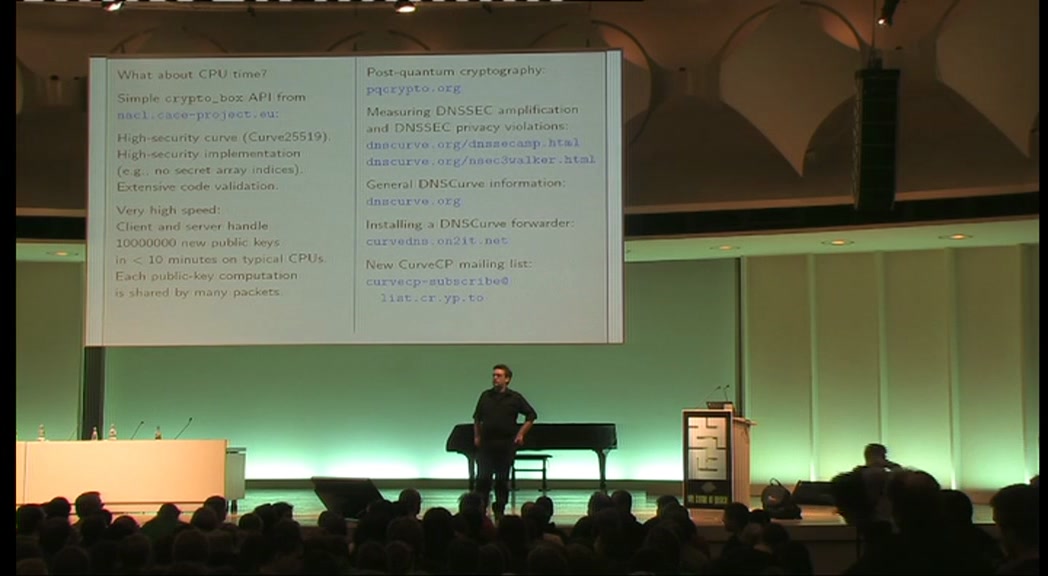 What about CPU time?
Simple crypto_box API from
nacl.cace-project.eu:
High-security curve (Curve25519).
High-security implementation
(e.g., no secret array indices).
Extensive code validation.
Very high speed:
Client and server handle
10000000 new public keys
in < 10 minutes on typical CPUs.
Each public-key computation
is shared by many packets.
Post-quantum cryptography:
pqcrypto.org
Measuring DNSSEC amplification
and DNSSEC privacy violations:
dnscurve.org/dnssecamp.html
dnscurve.org/nsec3walker.html
General DNSCurve information:
dnscurve.org
Installing a DNSCurve forwarder:
curvedns.on2it.net
New CurveCP mailing list:
curvecp-subscribe@
list.cr.yp.to